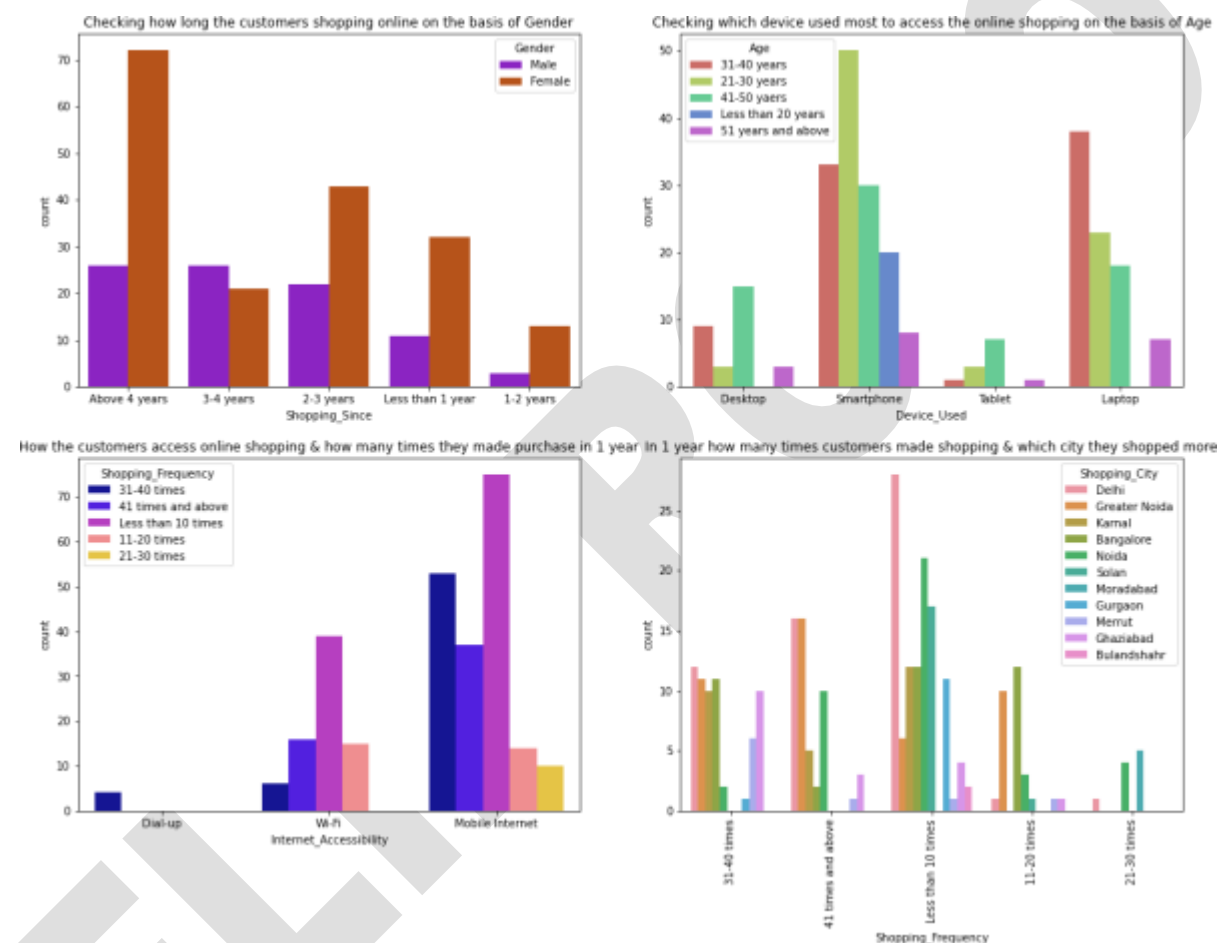 Checking how long the customers shopping online on the basis of Gender
Gender
Male
Female
70
60
50
40
30
20
10
0
count
Above 4 years 3-4 years 2-3 years Less than 1 year 1-2 years
Shopping_Since
Checking which device used most to access the online shopping on the basis of Age
Age
31-40 years
21-30 years
41-50 yaers
Less than 20 years
51 years and above
50
40
30
20
10
0
count
Desktop Smartphone Tablet Laptop
Device_Used
How the customers access online shopping & how many times they made purchase in 1 year
Shopping_Frequency
31-40 times
41 times and above
Less than 10 times
11-20 times
21-30 times
70
60
50
40
30
20
10
0
count
Dial-up Wi-Fi Mobile Internet
Internet_Accessibility
In 1 year how many times customers made shopping & which city they shopped more
Shopping_City
Delhi
Greater Noida
Karnal
Bangalore
Noida
Solan
Moradabad
Gurgaon
Merrut
Ghaziabad
Bulandshahr
25
20
15
10
5
0
count
31-40 times
41 times and above
Less than 10 times
11-20 times
21-30 times
Shopping_Frequency